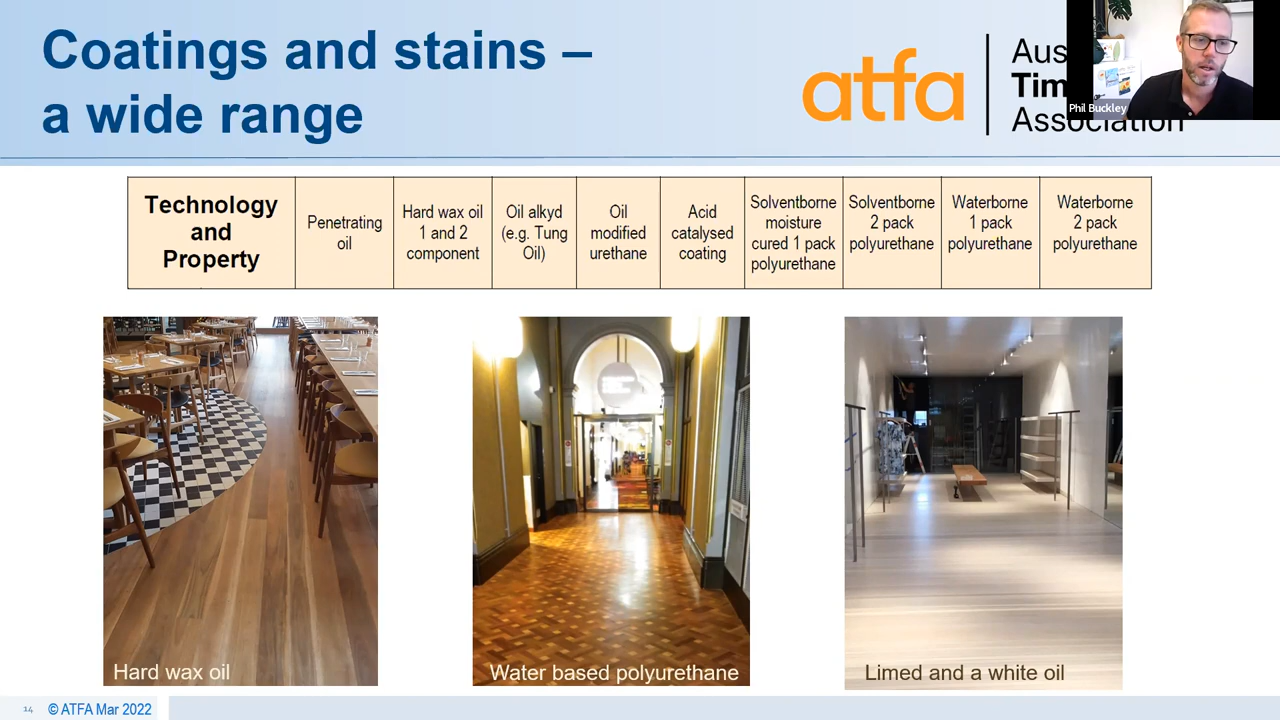 Coatings and stains –
a wide range
atfa
Aus
Tim
Association
Phil Buckley
Technology
and
Property
Penetrating
oil
Hard wax oil
1 and 2
component
Oil alkyd
(e.g. Tung
Oil)
Oil
modified
urethane
Acid
catalysed
coating
Solventborne
moisture
cured 1 pack
polyurethane
Solventborne
2 pack
polyurethane
Waterborne
1 pack
polyurethane
Waterborne
2 pack
polyurethane
Hard wax oil
Water based polyurethane
Limed and a white oil
14
© ATFA Mar 2022